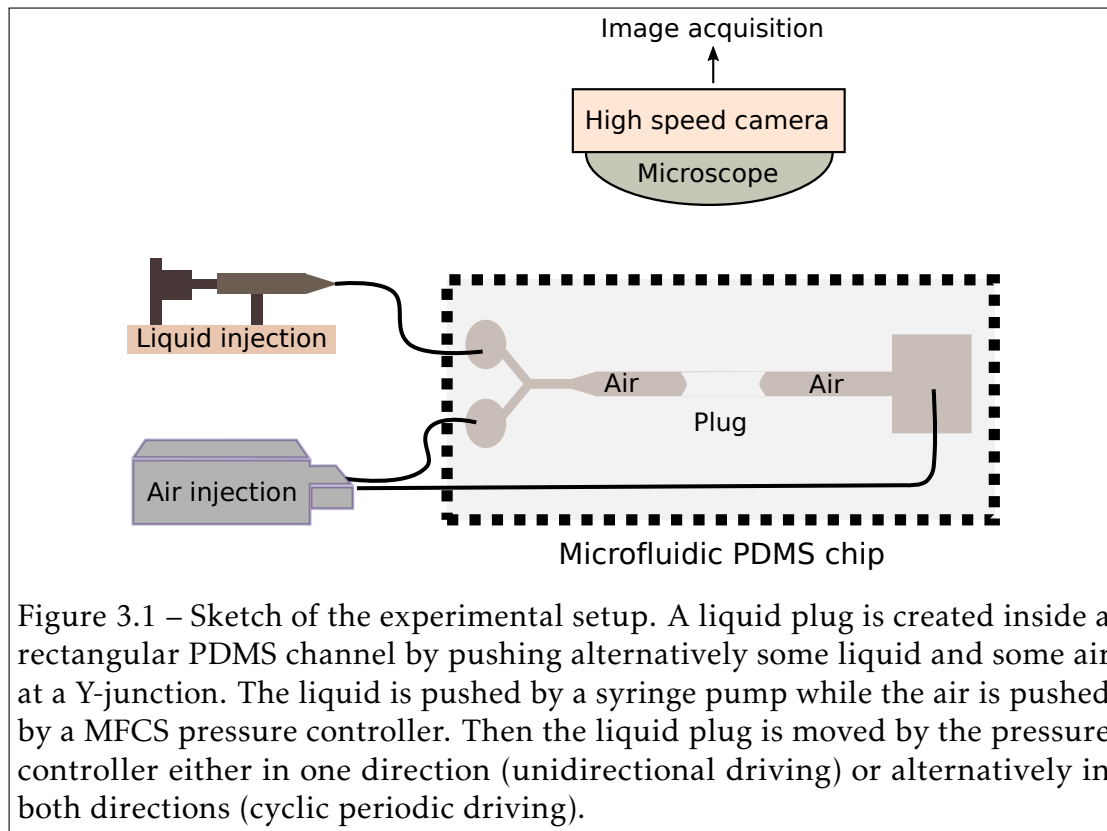 Image acquisition
High speed camera
Microscope
Liquid injection
Air
Air
Plug
Air injection
Microfluidic PDMS chip
Figure 3.1 – Sketch of the experimental setup. A liquid plug is created inside a
rectangular PDMS channel by pushing alternatively some liquid and some air
at a Y-junction. The liquid is pushed by a syringe pump while the air is pushed
by a MFCS pressure controller. Then the liquid plug is moved by the pressure
controller either in one direction (unidirectional driving) or alternatively in
both directions (cyclic periodic driving).